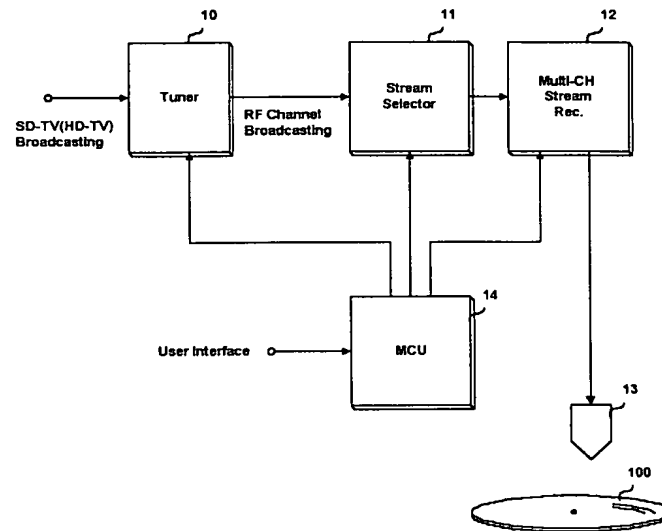 10
Tuner
SD-TV(HD-TV)
Broadcasting
RF Channel
Broadcasting
11
Stream
Selector
12
Multi-CH
Stream
Rec.
14
MCU
User Interface
13
100